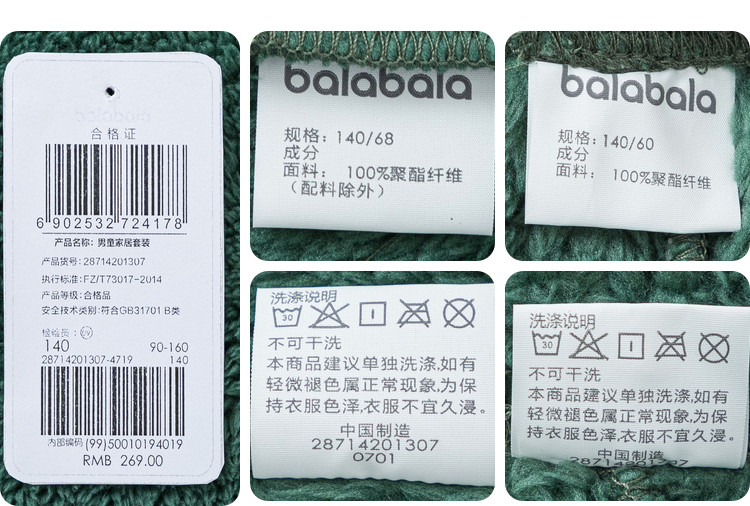 合格证
6 902532 724178
产品名称: 男童家居套装
产品货号: 28714201307
执行标准: FZ/T73017-2014
产品等级: 合格品
安全技术类别: 符合GB31701 B类
检验员:
140 90-160
28714201307-4719 140
内部编码 (99)50010194019
RMB 269.00
balabala
规格: 140/68
成分
面料: 100%聚酯纤维
(配料除外)
balabala
规格: 140/60
成分
面料: 100%聚酯纤维
洗涤说明
30
不可干洗
本商品建议单独洗涤,如有
轻微褪色属正常现象,为保
持衣服色泽,衣服不宜久浸。
中国制造
28714201307
0701
洗涤说明
30
不可干洗
本商品建议单独洗涤,如有
轻微褪色属正常现象,为保
持衣服色泽,衣服不宜久浸。
中国制造
28714201307